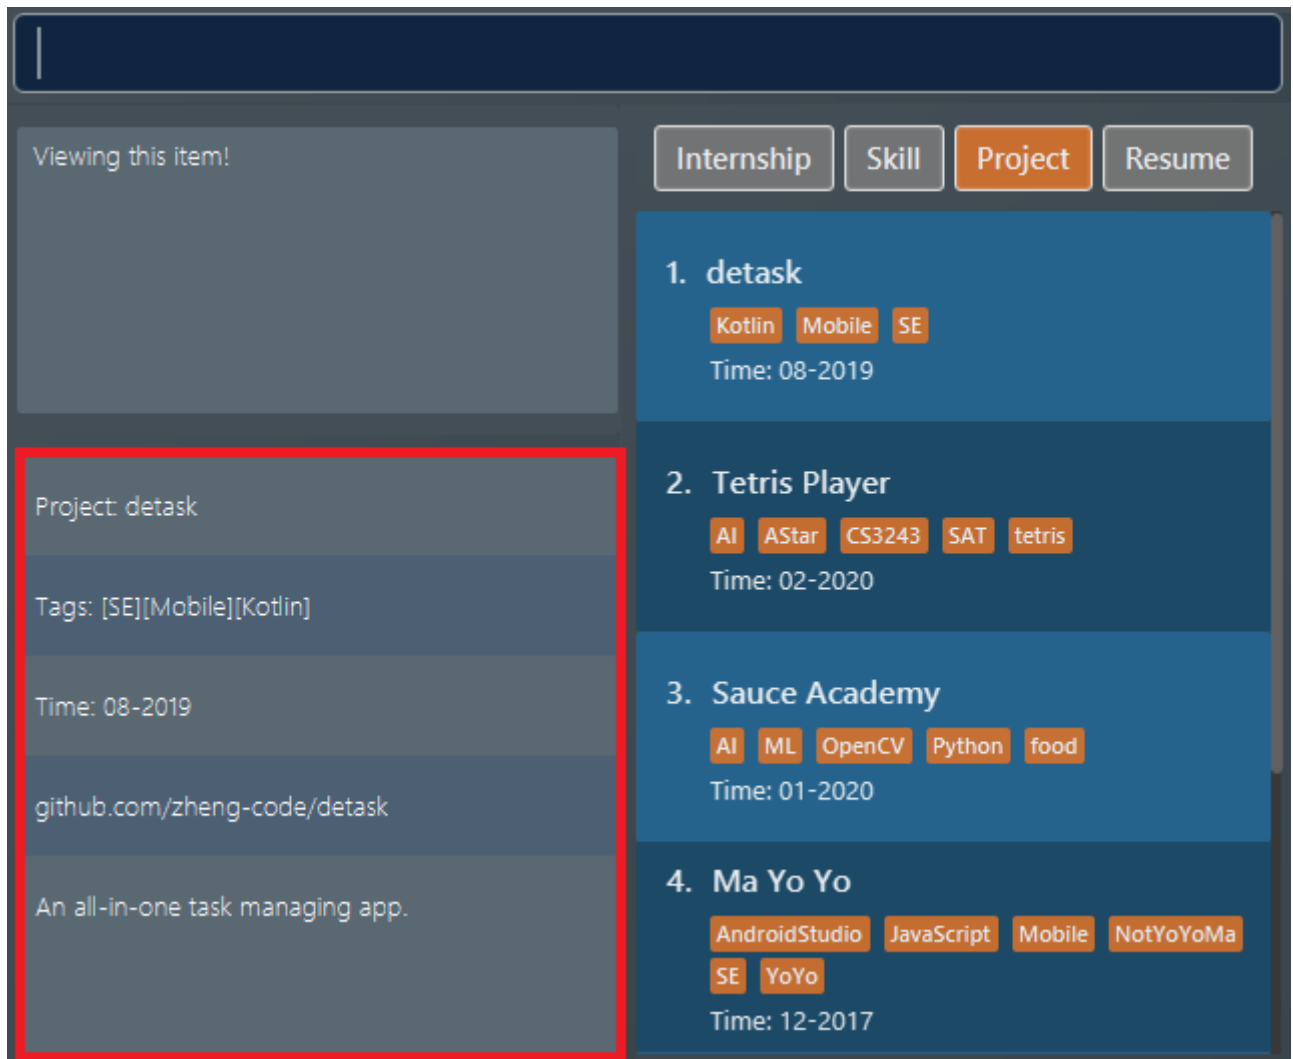 Viewing this item!
Internship
Skill
Project
Resume
1. detask
Kotlin Mobile SE
Time: 08-2019
2. Tetris Player
AI AStar CS3243 SAT tetris
Time: 02-2020
3. Sauce Academy
AI ML OpenCV Python food
Time: 01-2020
4. Ma Yo Yo
AndroidStudio JavaScript Mobile NotYoYoMa
SE YoYo
Time: 12-2017
Project: detask
Tags: [SE][Mobile][Kotlin]
Time: 08-2019
github.com/zheng-code/detask
An all-in-one task managing app.